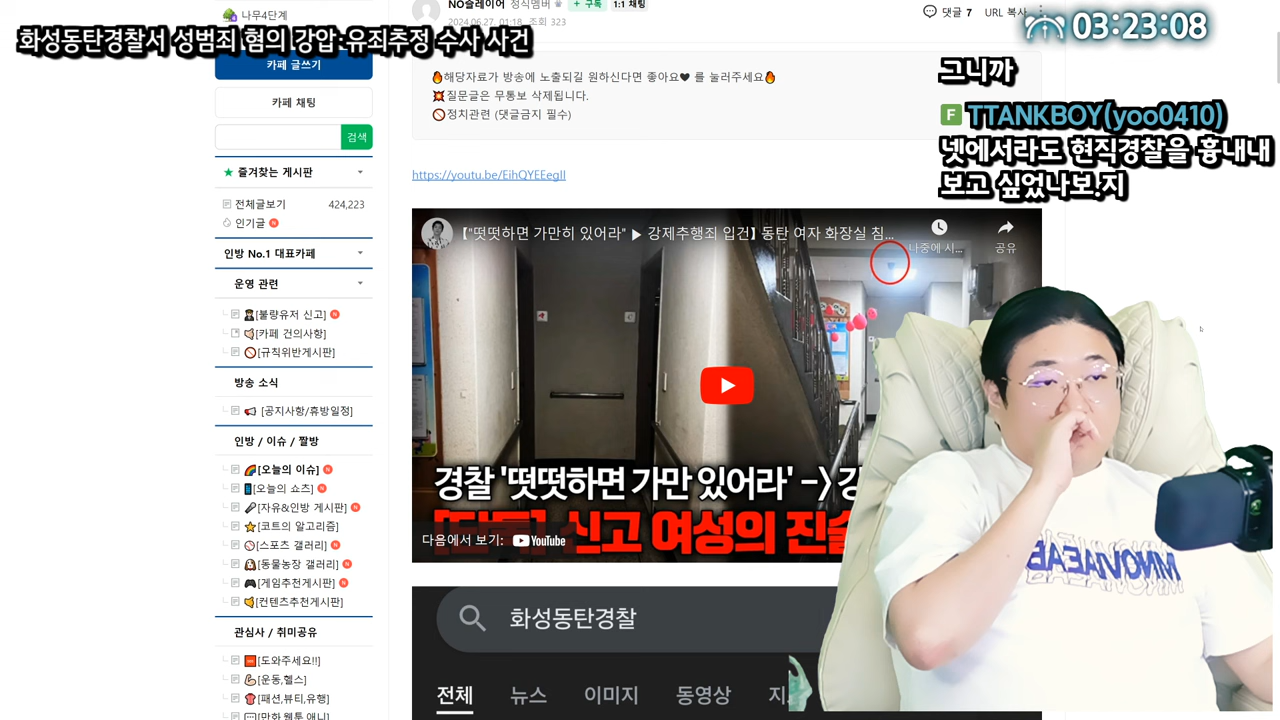 나무4단계
화성동탄경찰서 성범죄 혐의 강압·유죄추정 수사 사건
카페 글쓰기
카페 채팅
검색
즐겨찾는 게시판
전체글보기 424,223
인기글 N
인방 No.1 대표카페
운영 관련
[불량유저 신고] N
[카페 건의사항]
[규칙위반게시판]
방송 소식
[공지사항/휴방일정]
인방 / 이슈 / 짤방
[오늘의 이슈] N
[오늘의 쇼츠] N
[자유&인방 게시판] N
[코트의 알고리즘]
[스포츠 갤러리] N
[동물농장 갤러리] N
[게임추천게시판] N
[컨텐츠추천게시판]
관심사 / 취미공유
[도와주세요!!]
[운동,헬스]
[패션,뷰티,유행]
[만화,웹툰,애니]
NO슬레이어 정식멤버 + 구독 1:1 채팅
2024.06.27. 01:18 조회 323
댓글 7 URL 복사
해당자료가 방송에 노출되길 원하신다면 좋아요 를 눌러주세요
질문글은 무통보 삭제됩니다.
정치관련 (댓글금지 필수)
https://youtu.be/EihQYEEegII
【"떳떳하면 가만히 있어라" ▶ 강제추행죄 입건】 동탄 여자 화장실 침...
나중에 시...
공유
경찰 '떳떳하면 가만 있어라' -> 강
신고 여성의 진술
다음에서 보기: YouTube
화성동탄경찰
전체 뉴스 이미지 동영상
03:23:08
그니까
F TTANKBOY(yoo0410)
넷에서라도 현직경찰을 흉내내
보고 싶었나보.지